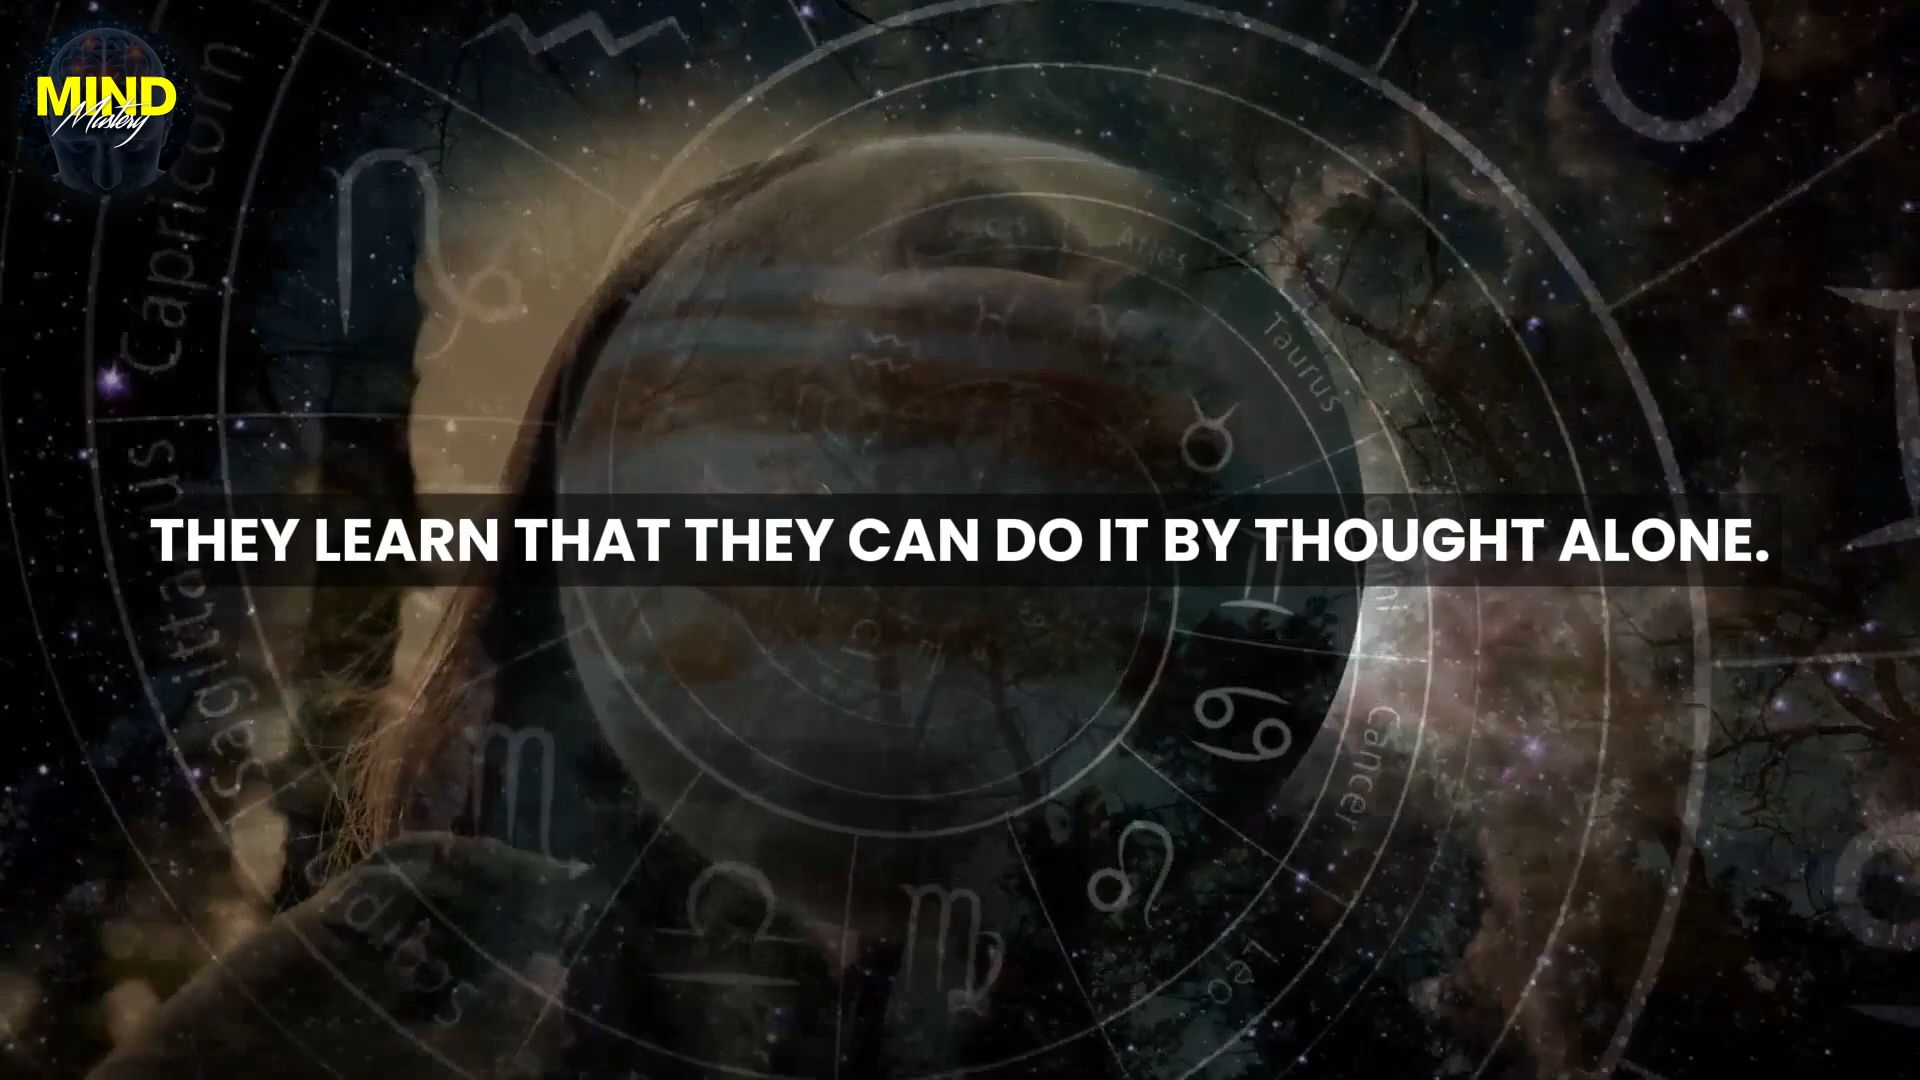 MIND
Mastery
Capricorn
Aries
Taurus
THEY LEARN THAT THEY CAN DO IT BY THOUGHT ALONE.
Sagittarius
Cancer
Leo